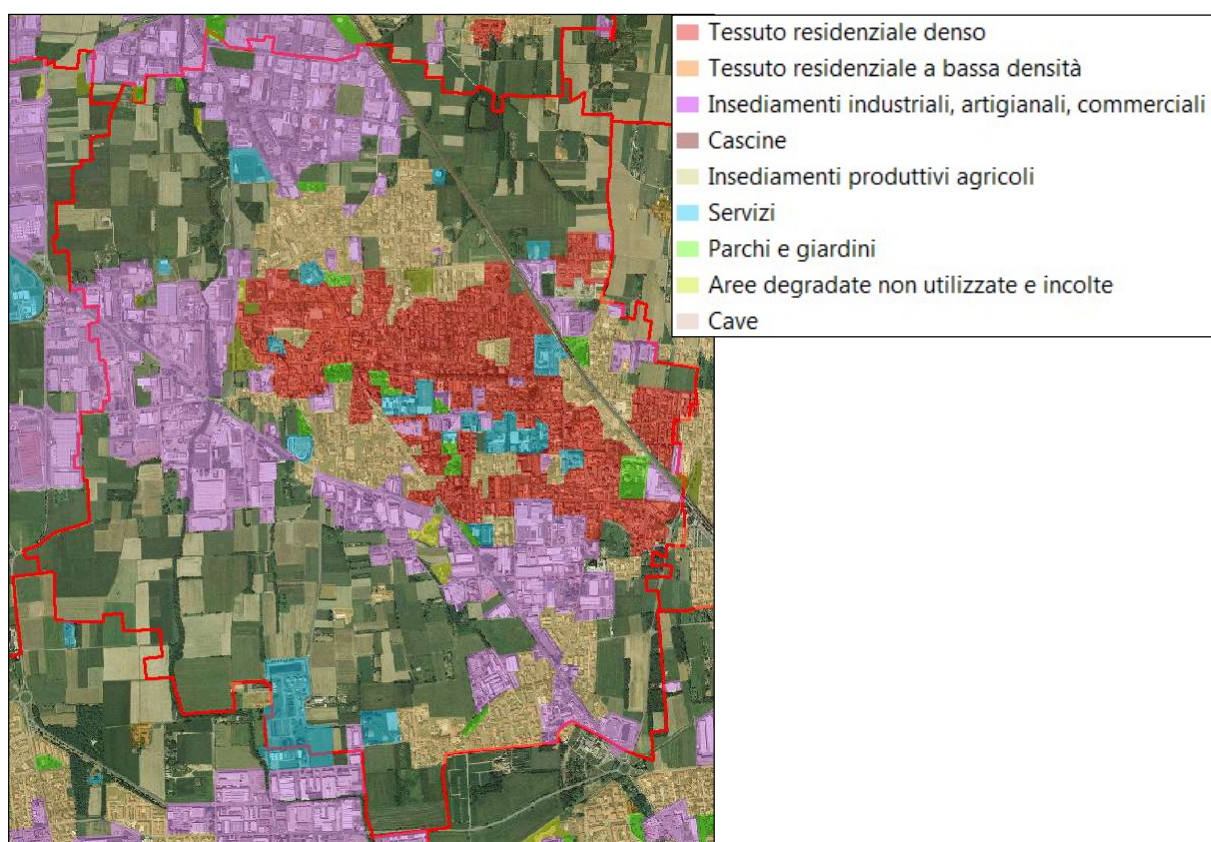 Tessuto residenziale denso
Tessuto residenziale a bassa densità
Insediamenti industriali, artigianali, commerciali
Cascine
Insediamenti produttivi agricoli
Servizi
Parchi e giardini
Aree degradate non utilizzate e incolte
Cave